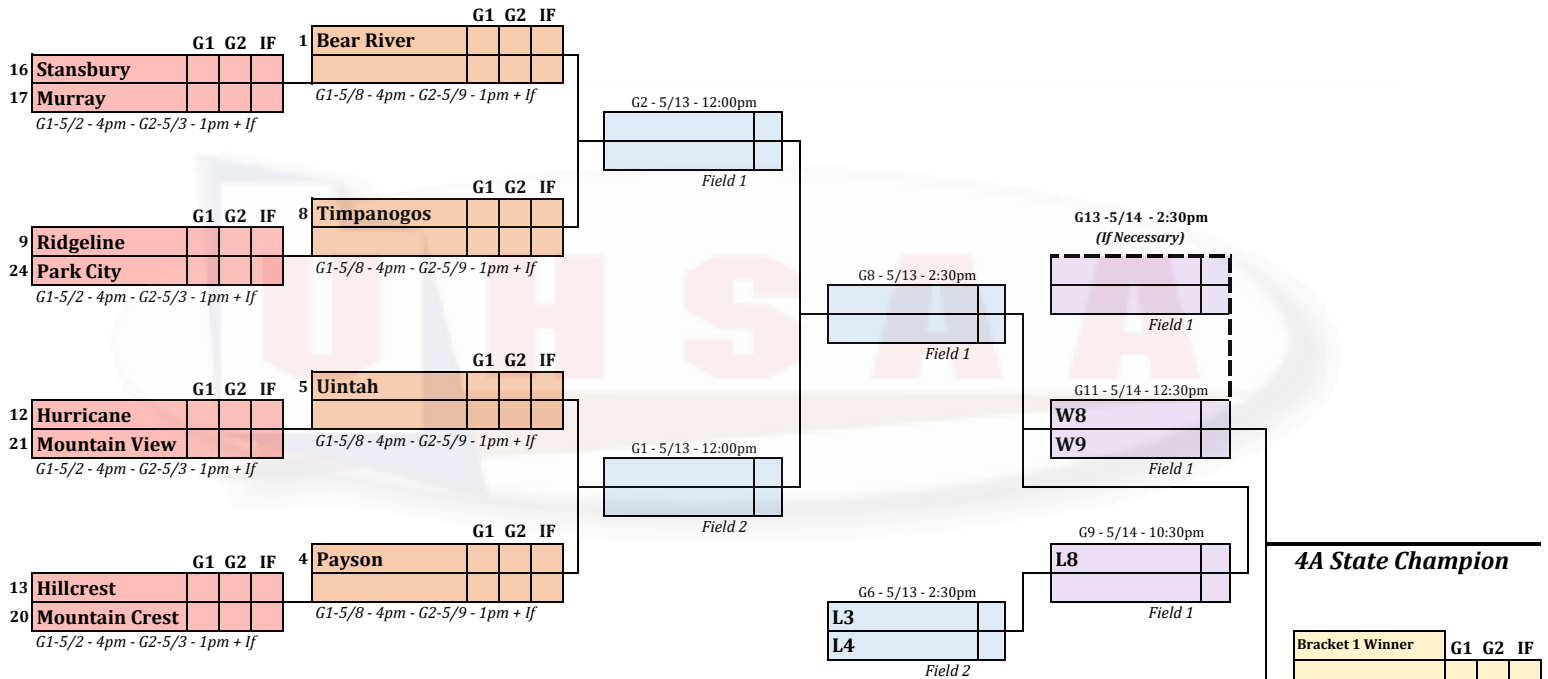 G1 G2 IF
1 Bear River
G1 G2 IF
16 Stansbury
17 Murray
G1-5/8 - 4pm - G2-5/9 - 1pm + If
G1-5/2 - 4pm - G2-5/3 - 1pm + If
G2 - 5/13 - 12:00pm
Field 1
G1 G2 IF
8 Timpanogos
G1 G2 IF
9 Ridgeline
24 Park City
G1-5/8 - 4pm - G2-5/9 - 1pm + If
G1-5/2 - 4pm - G2-5/3 - 1pm + If
G13 -5/14 - 2:30pm
(If Necessary)
G8 - 5/13 - 2:30pm
Field 1
Field 1
UHSAA
G1 G2 IF
5 Uintah
G1 G2 IF
12 Hurricane
21 Mountain View
G1-5/8 - 4pm - G2-5/9 - 1pm + If
G1-5/2 - 4pm - G2-5/3 - 1pm + If
G11 - 5/14 - 12:30pm
W8
W9
Field 1
G1 - 5/13 - 12:00pm
Field 2
G1 G2 IF
4 Payson
G1 G2 IF
13 Hillcrest
20 Mountain Crest
G1-5/8 - 4pm - G2-5/9 - 1pm + If
G1-5/2 - 4pm - G2-5/3 - 1pm + If
G9 - 5/14 - 10:30pm
L8
Field 1
G6 - 5/13 - 2:30pm
L3
L4
Field 2
4A State Champion
Bracket 1 Winner G1 G2 IF